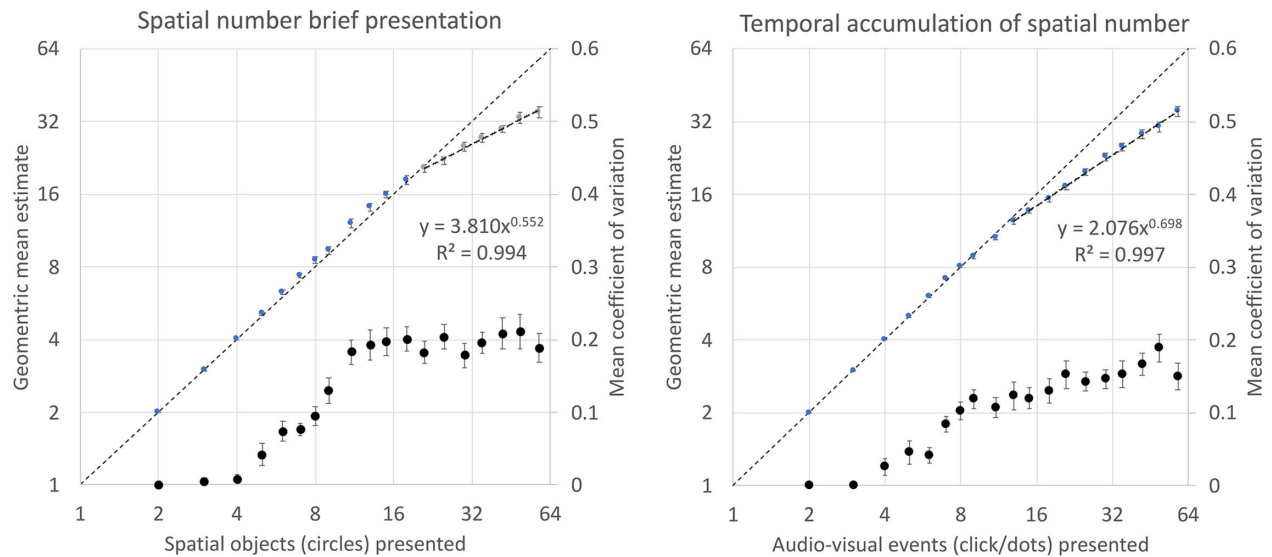 Spatial number brief presentation
64
32
16
8
4
2
1
Geomentric mean estimate
0.6
0.5
0.4
0.3
0.2
0.1
0
Mean coefficient of variation
y = 3.810x^0.552
R² = 0.994
1 2 4 8 16 32 64
Spatial objects (circles) presented
Temporal accumulation of spatial number
64
32
16
8
4
2
1
Geomentric mean estimate
0.6
0.5
0.4
0.3
0.2
0.1
0
Mean coefficient of variation
y = 2.076x^0.698
R² = 0.997
1 2 4 8 16 32 64
Audio-visual events (click/dots) presented